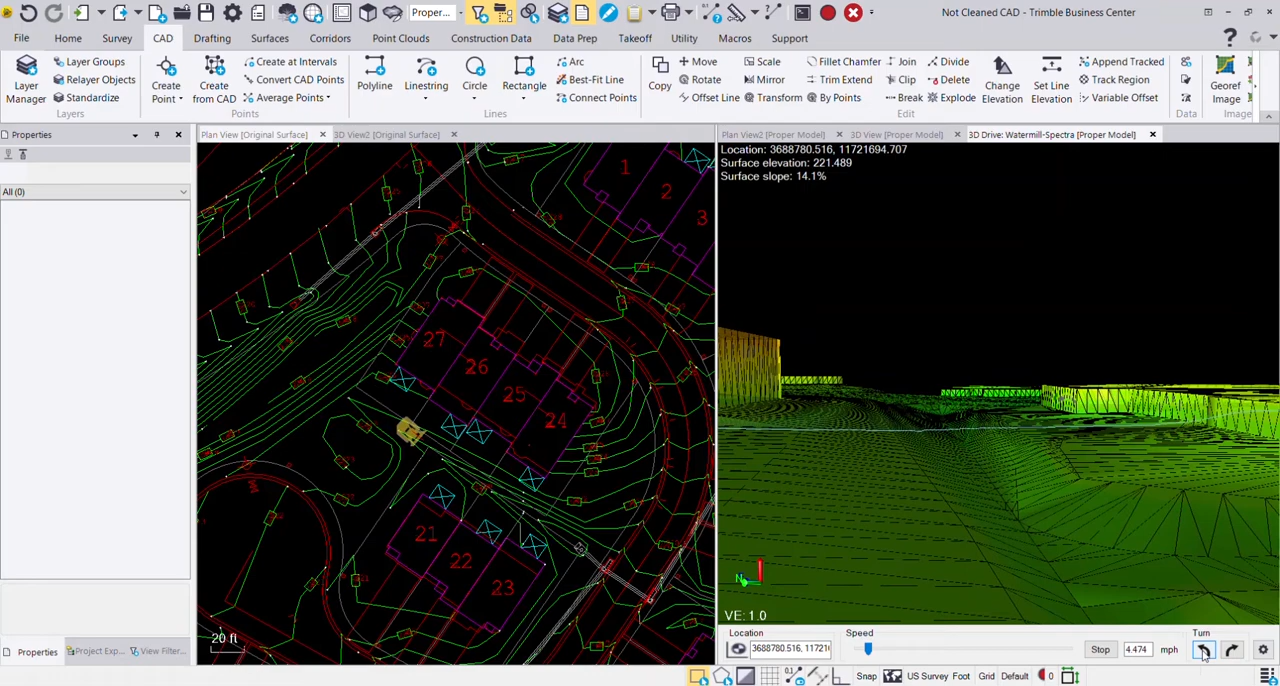 Proper...
Not Cleaned CAD - Trimble Business Center
File Home Survey CAD Drafting Surfaces Corridors Point Clouds Construction Data Data Prep Takeoff Utility Macros Support
Layer Manager
Layer Groups
Relayer Objects
Standardize
Layers
Create Point
Create from CAD
Create at Intervals
Convert CAD Points
Average Points
Points
Polyline
Linestring
Circle
Rectangle
Arc
Best-Fit Line
Connect Points
Lines
Copy
Move
Rotate
Offset Line
Scale
Mirror
Transform
Fillet Chamfer
Trim Extend
By Points
Join
Clip
Break
Divide
Delete
Explode
Change Elevation
Set Line Elevation
Append Tracked
Track Region
Variable Offset
Edit
Data
Georef Image
Image
Properties
All (0)
Properties Project Exp... View Filter...
Plan View [Original Surface]
3D View2 [Original Surface]
1
2
3
27
26
25
24
21
22
23
20 ft
Plan View2 [Proper Model]
3D View [Proper Model]
3D Drive: Watermill-Spectra [Proper Model]
Location: 3688780.516, 11721694.707
Surface elevation: 221.489
Surface slope: 14.1%
N
VE: 1.0
Location
3688780.516, 11721
Speed
Stop
4.474 mph
Turn
Snap
US Survey Foot
Grid
Default
0